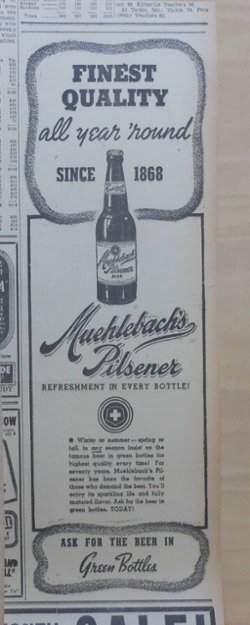 FINEST
QUALITY
all year 'round
SINCE 1868
Muehlebach's
Pilsener
BEER
Muehlebach's
Pilsener
REFRESHMENT IN EVERY BOTTLE!
● Winter or summer—spring or
fall, in any season insist on the
famous beer in green bottles for
highest quality every time! For
seventy years, Muehlebach's Pil-
sener has been the favorite of
those who demand the best. You'll
enjoy its sparkling life and fully
matured flavor. Ask for the beer in
green bottles. TODAY!
ASK FOR THE BEER IN
Green Bottles